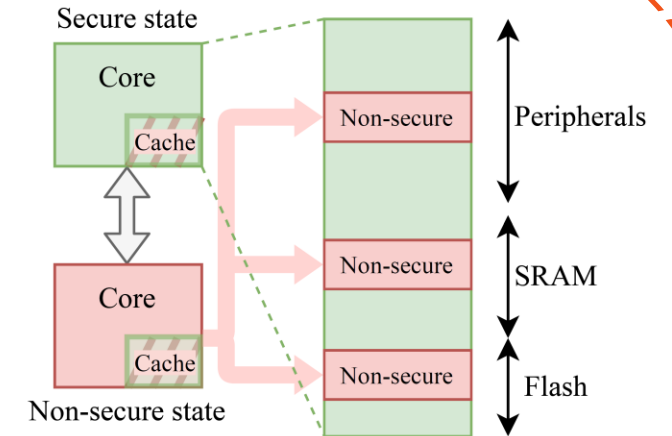 Secure state
Core
Cache
Core
Cache
Non-secure state
Non-secure
Non-secure
Non-secure
Peripherals
SRAM
Flash